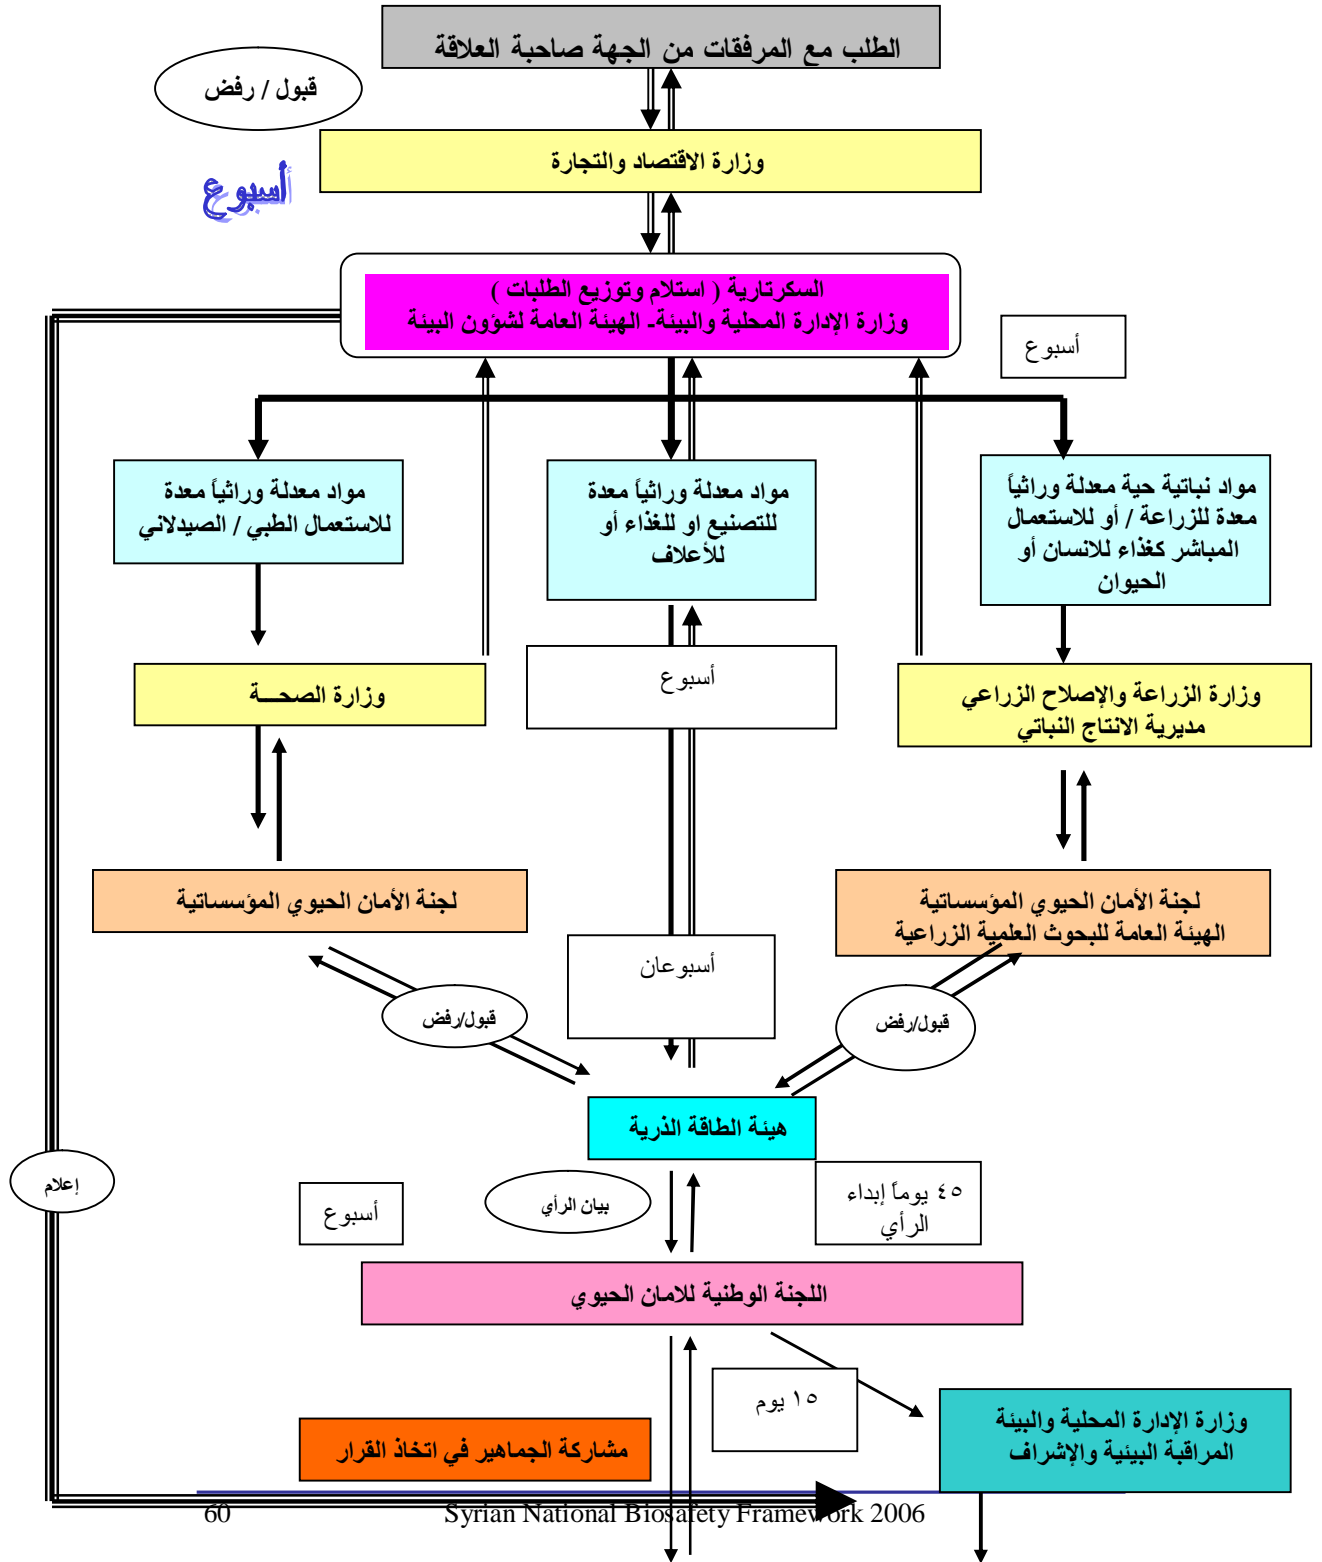 الطلب مع المرفقات من الجهة صاحبة العلاقة
قبول / رفض
وزارة الاقتصاد والتجارة
أسبوع
السكرتارية ( استلام وتوزيع الطلبات )
وزارة الإدارة المحلية والبيئة- الهيئة العامة لشؤون البيئة
أسبوع
مواد نباتية حية معدلة وراثياً
معدة للزراعة / أو للاستعمال
المباشر كغذاء للانسان أو
الحيوان
مواد معدلة وراثياً معدة
للتصنيع او للغذاء أو
للأعلاف
مواد معدلة وراثياً معدة
للاستعمال الطبي / الصيدلاني
أسبوع
وزارة الزراعة والإصلاح الزراعي
مديرية الانتاج النباتي
وزارة الصحـــة
لجنة الأمان الحيوي المؤسساتية
الهيئة العامة للبحوث العلمية الزراعية
لجنة الأمان الحيوي المؤسساتية
أسبوعان
قبول/رفض
قبول/رفض
هيئة الطاقة الذرية
إعلام
٤٥ يوماً إبداء
الرأي
بيان الرأي
أسبوع
اللجنة الوطنية للامان الحيوي
١٥ يوم
وزارة الإدارة المحلية والبيئة
المراقبة البيئية والإشراف
مشاركة الجماهير في اتخاذ القرار
60 Syrian National Biosafety Framework 2006